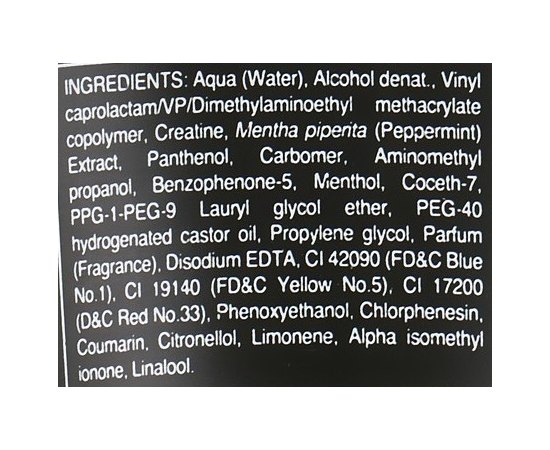 INGREDIENTS: Aqua (Water), Alcohol denat., Vinyl
caprolactam/VP/Dimethylaminoethyl methacrylate
copolymer, Creatine, Mentha piperita (Peppermint)
Extract, Panthenol, Carbomer, Aminomethyl
propanol, Benzophenone-5, Menthol, Coceth-7,
PPG-1-PEG-9 Lauryl glycol ether, PEG-40
hydrogenated castor oil, Propylene glycol, Parfum
(Fragrance), Disodium EDTA, CI 42090 (FD&C Blue
No.1), CI 19140 (FD&C Yellow No.5), CI 17200
(D&C Red No.33), Phenoxyethanol, Chlorphenesin,
Coumarin, Citronellol, Limonene, Alpha isomethyl
ionone, Linalool.